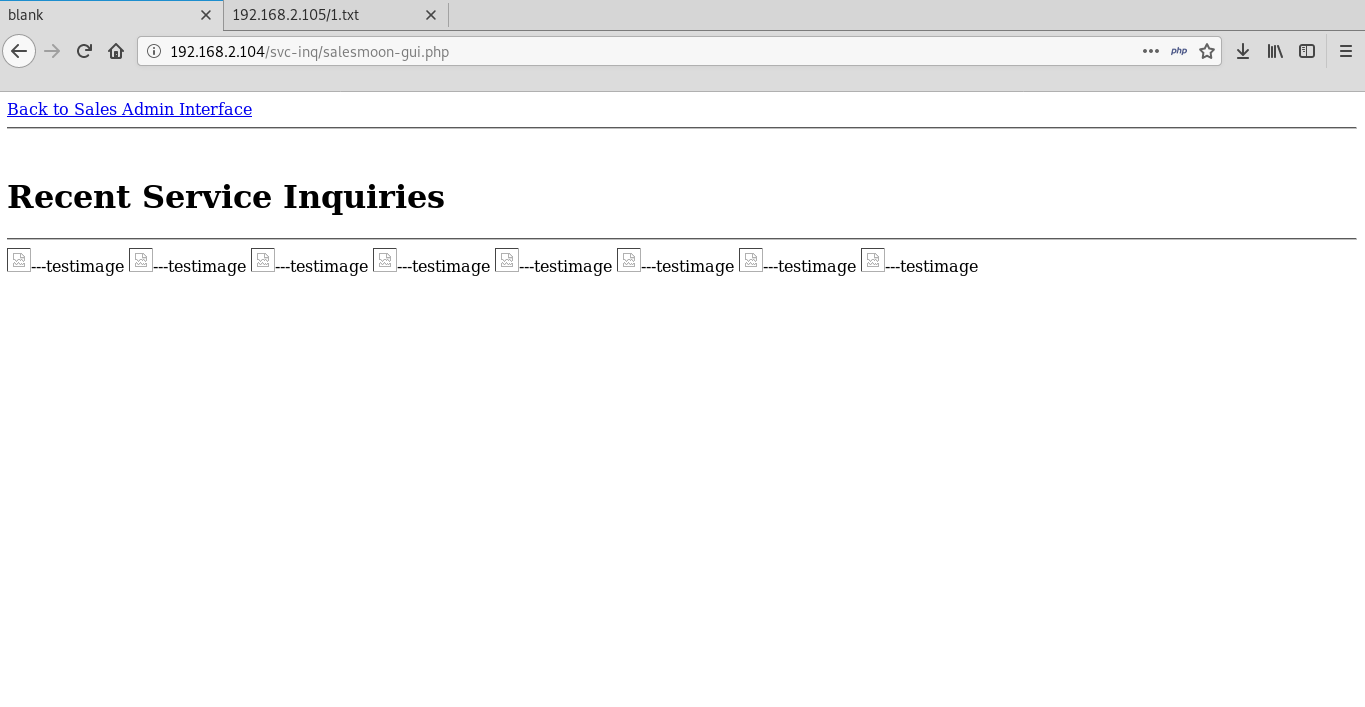 blank 192.168.2.105/1.txt
192.168.2.104/svc-inq/salesmoon-gui.php php
Back to Sales Admin Interface
Recent Service Inquiries
---testimage ---testimage ---testimage ---testimage ---testimage ---testimage ---testimage ---testimage